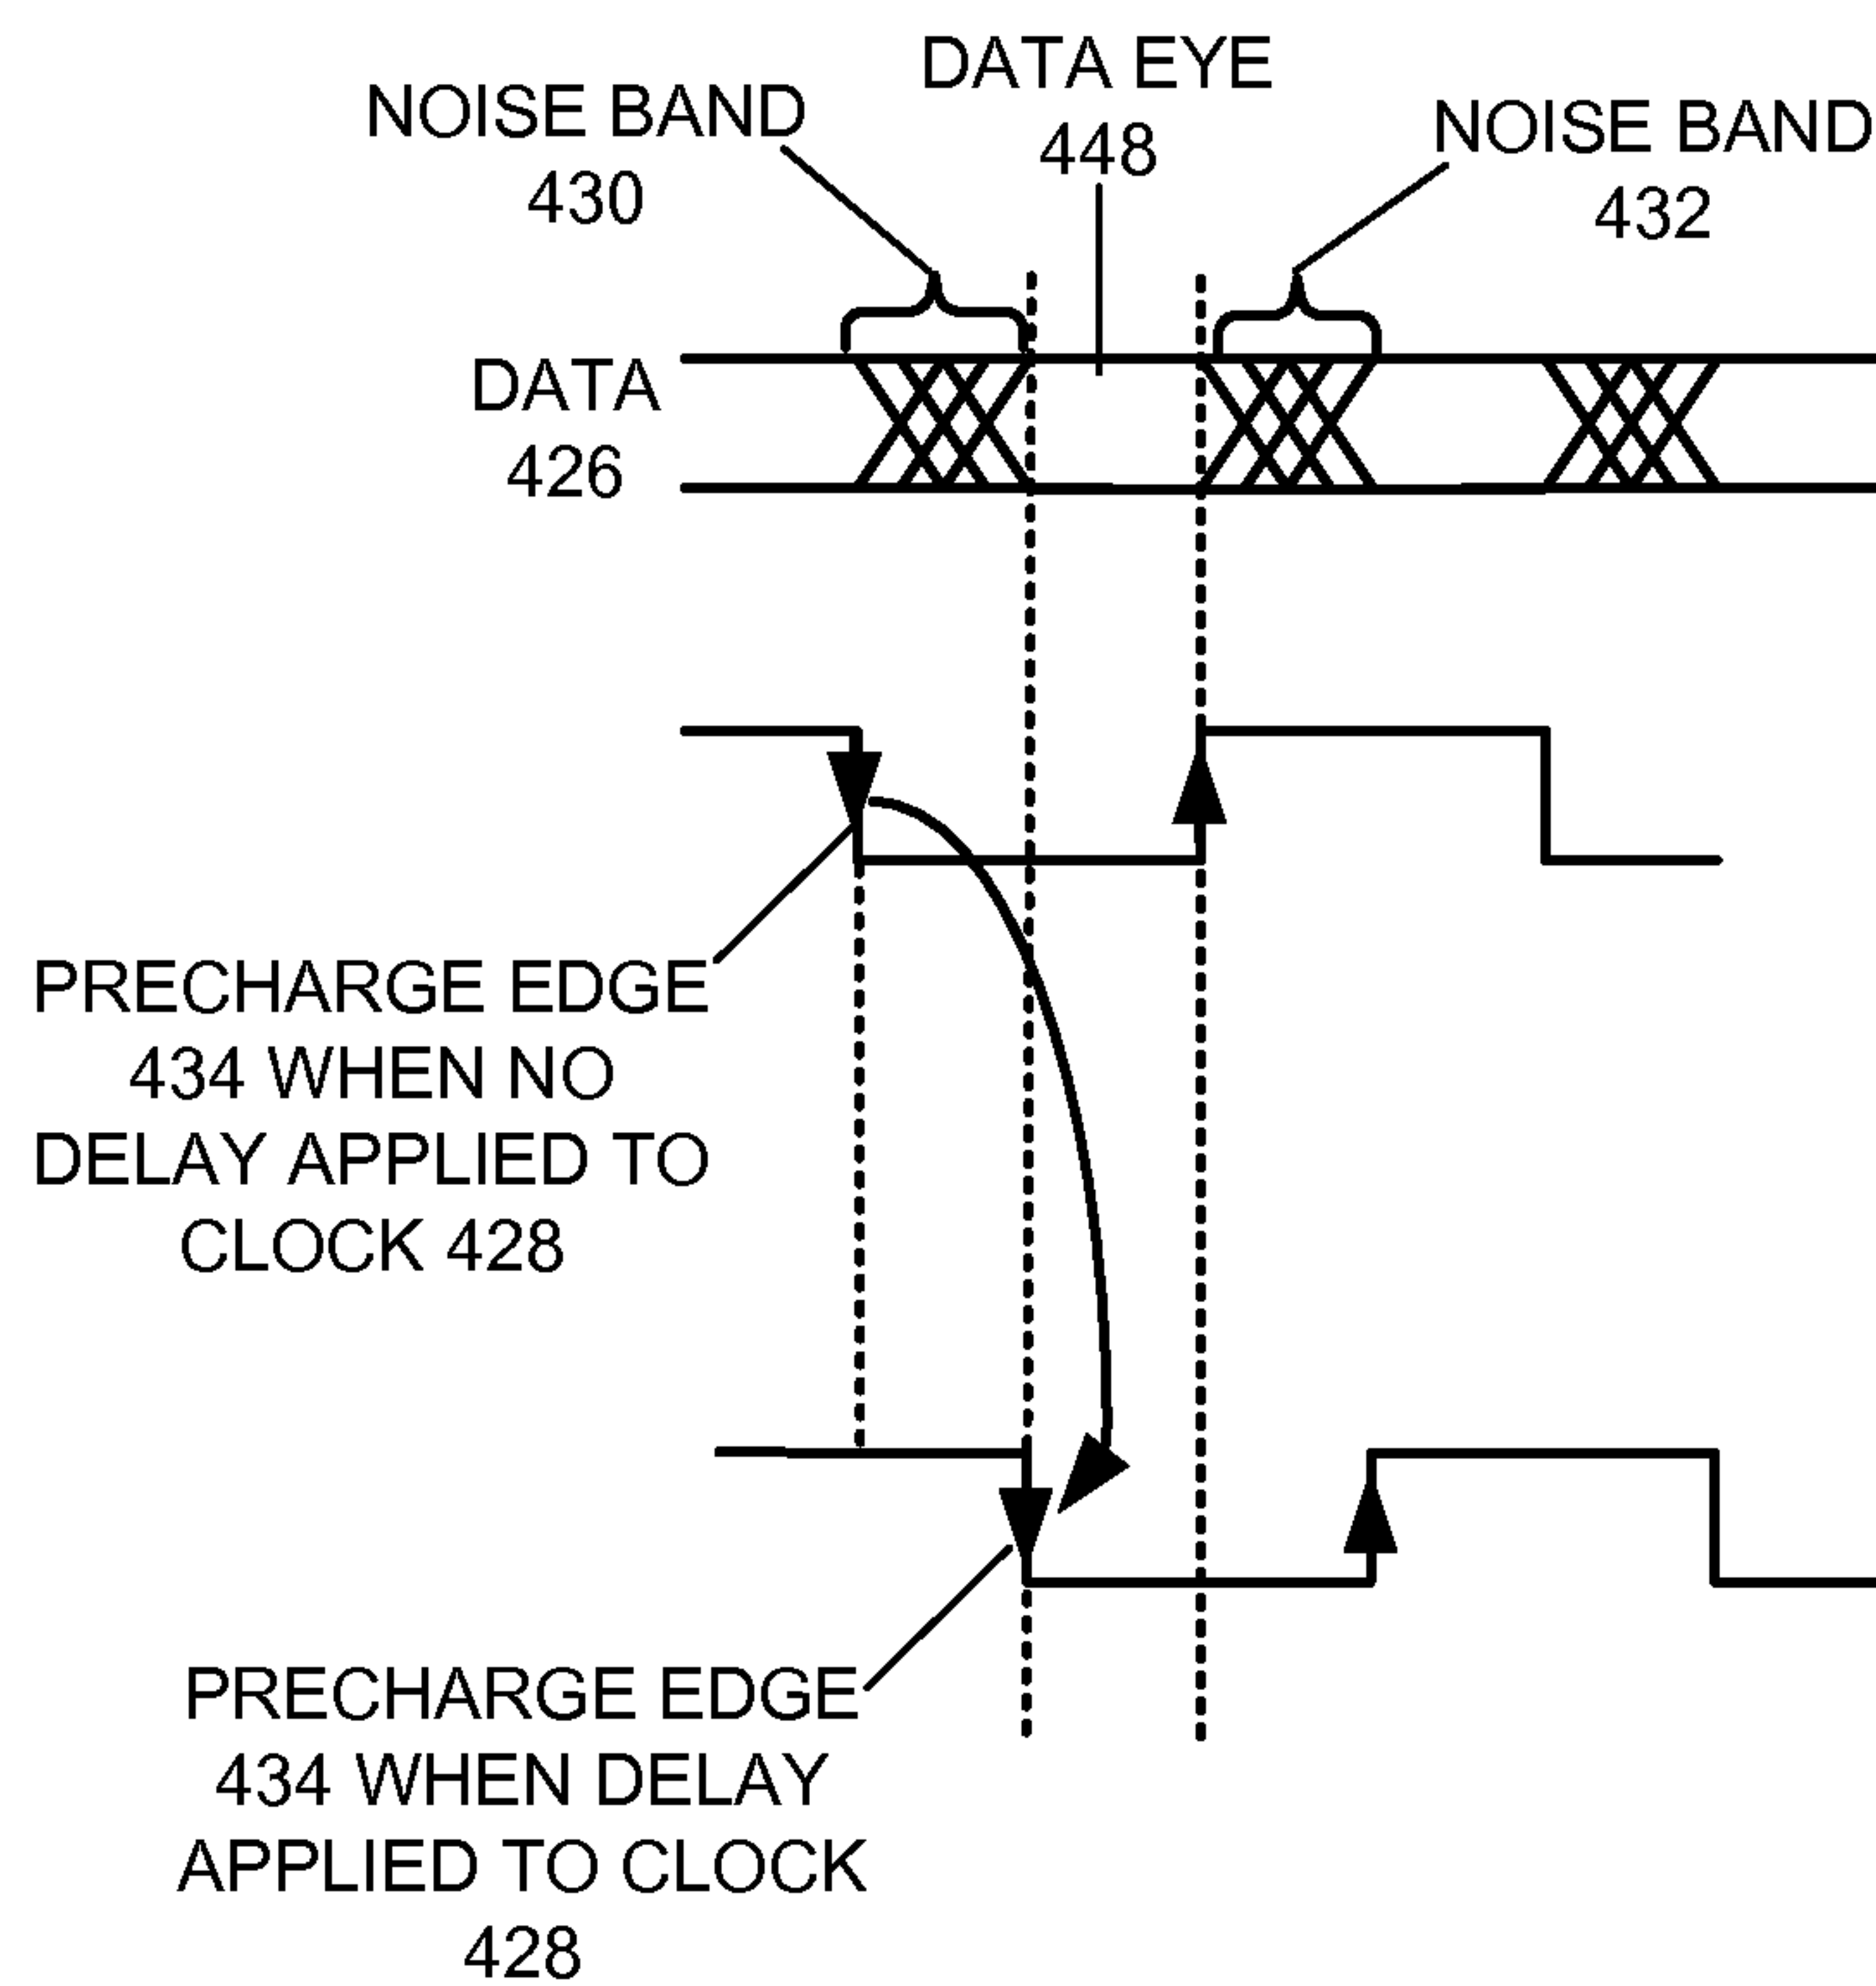 NOISE BAND
430
DATA EYE
448
NOISE BAND
432
DATA
426
PRECHARGE EDGE
434 WHEN NO
DELAY APPLIED TO
CLOCK 428
PRECHARGE EDGE
434 WHEN DELAY
APPLIED TO CLOCK
428